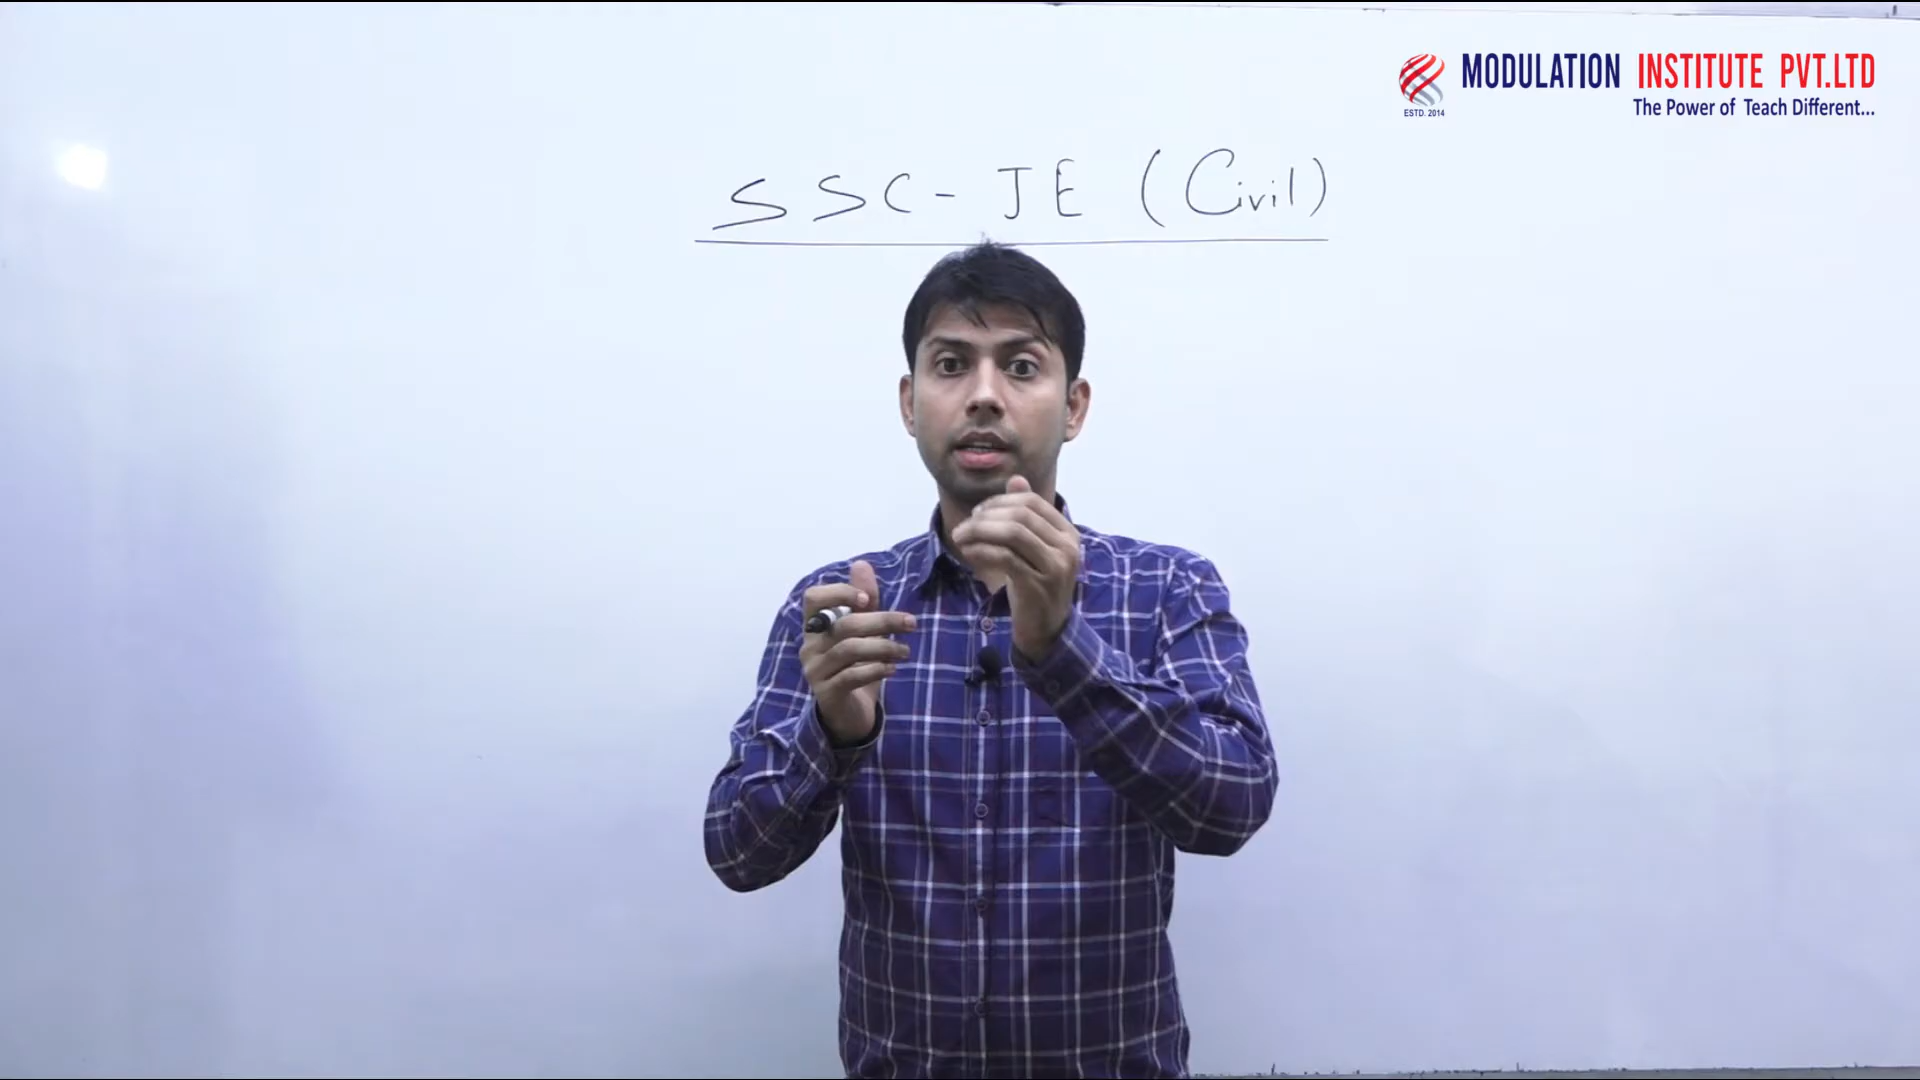 MODULATION INSTITUTE PVT.LTD
The Power of Teach Different...
ESTD. 2014
SSC-JE (Civil)